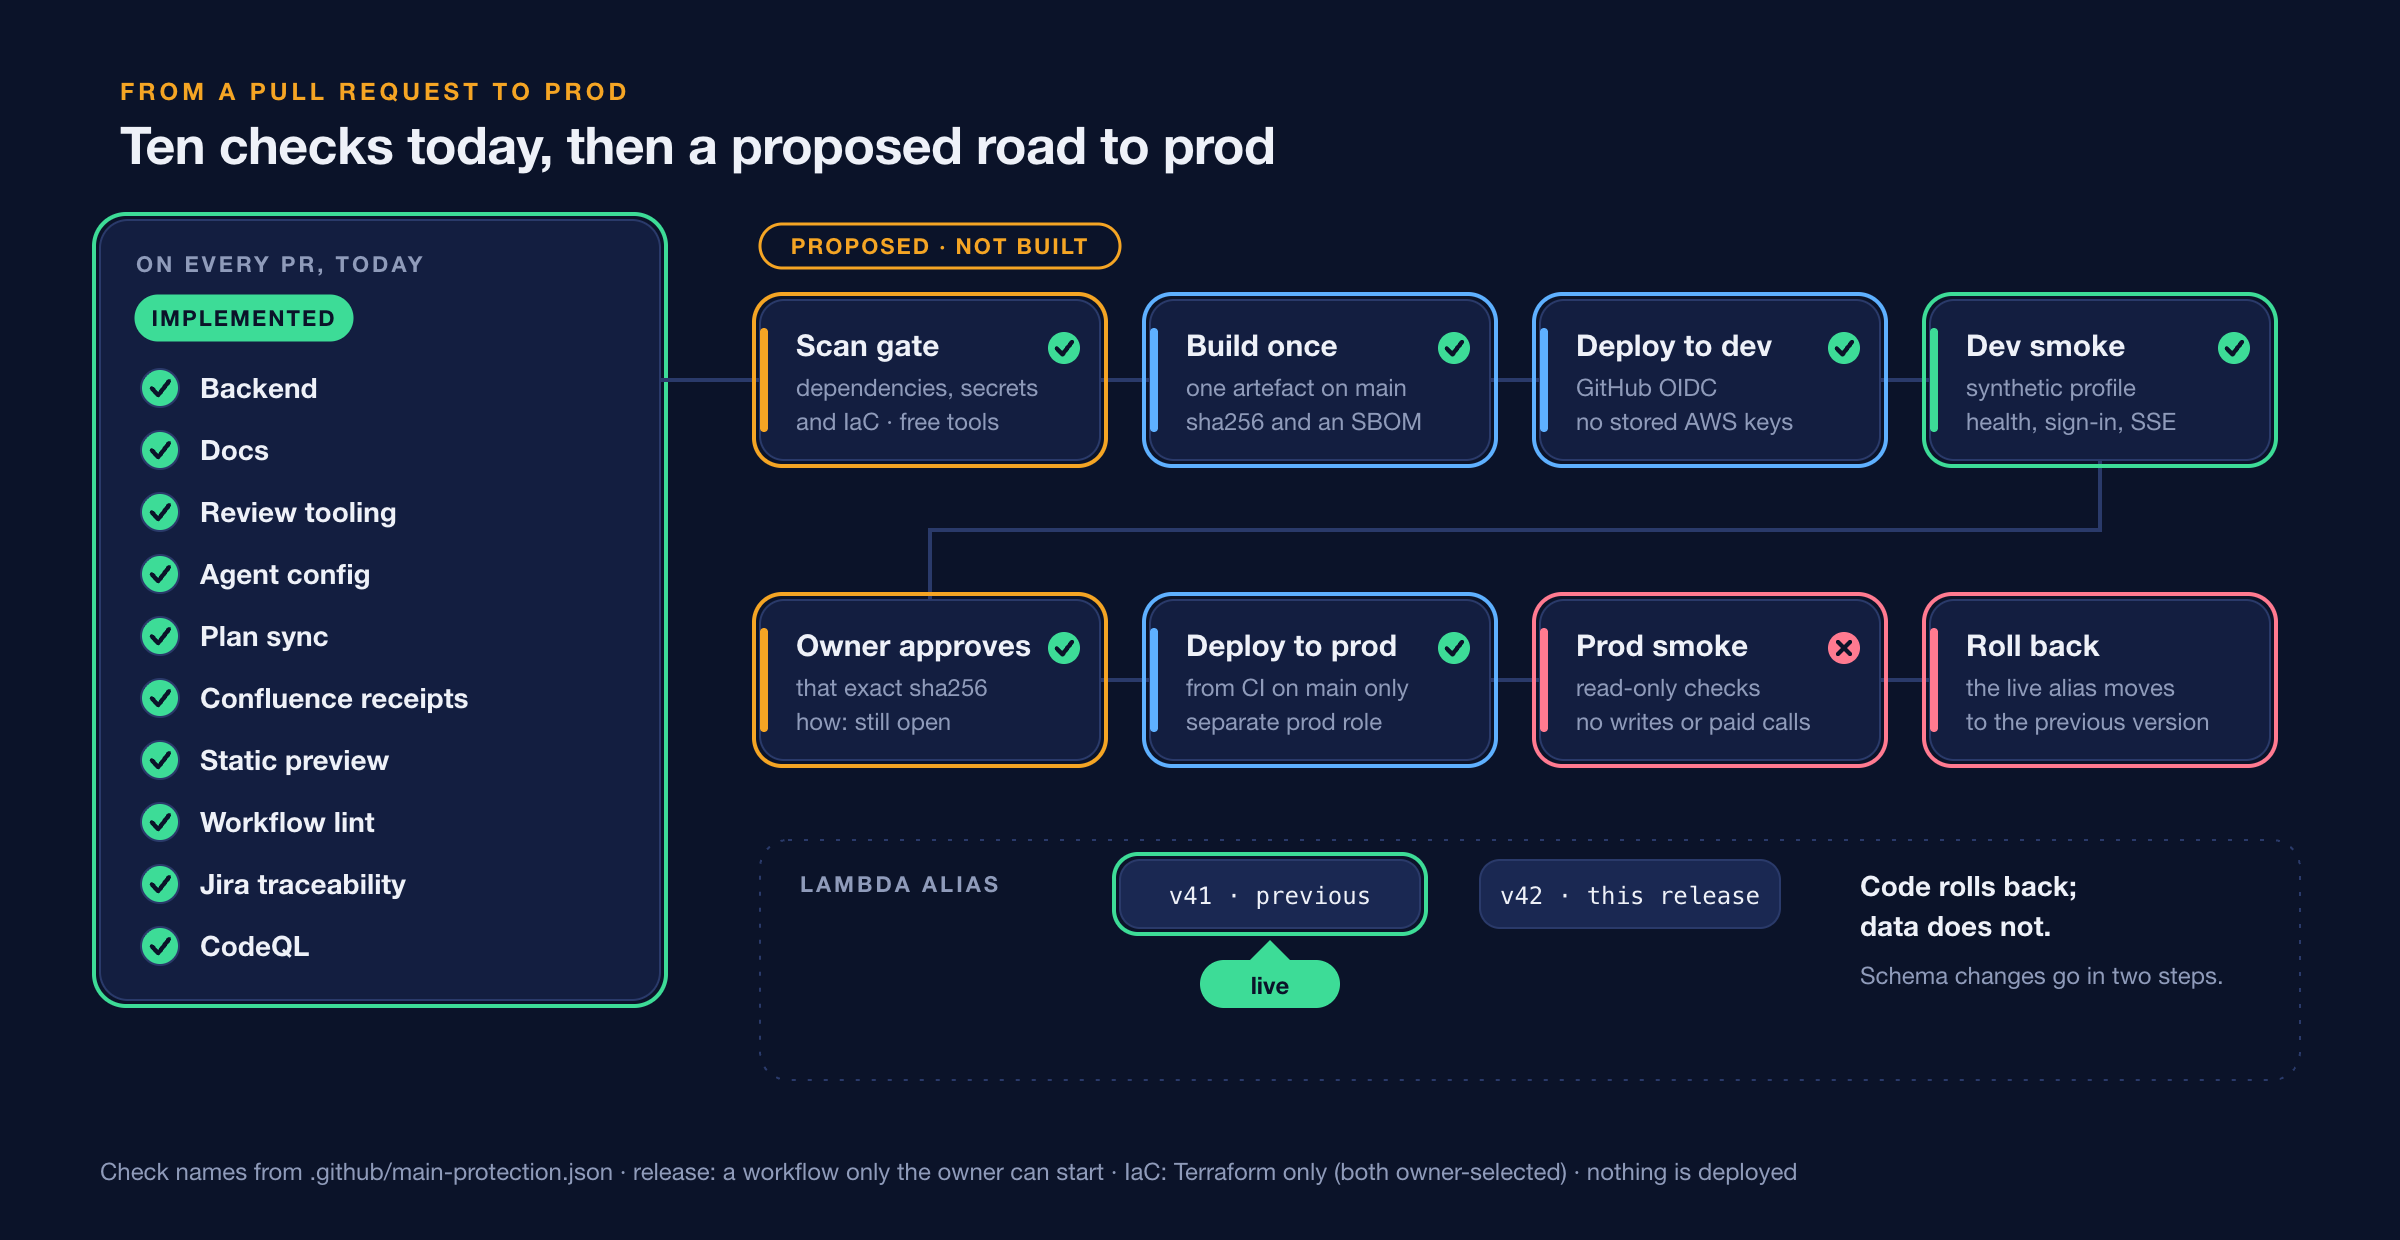 FROM A PULL REQUEST TO PROD
Ten checks today, then a proposed road to prod
ON EVERY PR, TODAY
IMPLEMENTED
Backend
Docs
Review tooling
Agent config
Plan sync
Confluence receipts
Static preview
Workflow lint
Jira traceability
CodeQL
PROPOSED · NOT BUILT
Scan gate
dependencies, secrets
and IaC · free tools
Build once
one artefact on main
sha256 and an SBOM
Deploy to dev
GitHub OIDC
no stored AWS keys
Dev smoke
synthetic profile
health, sign-in, SSE
Owner approves
that exact sha256
how: still open
Deploy to prod
from CI on main only
separate prod role
Prod smoke
read-only checks
no writes or paid calls
Roll back
the live alias moves
to the previous version
LAMBDA ALIAS
v41 · previous
live
v42 · this release
Code rolls back;
data does not.
Schema changes go in two steps.
Check names from .github/main-protection.json · release: a workflow only the owner can start · IaC: Terraform only (both owner-selected) · nothing is deployed